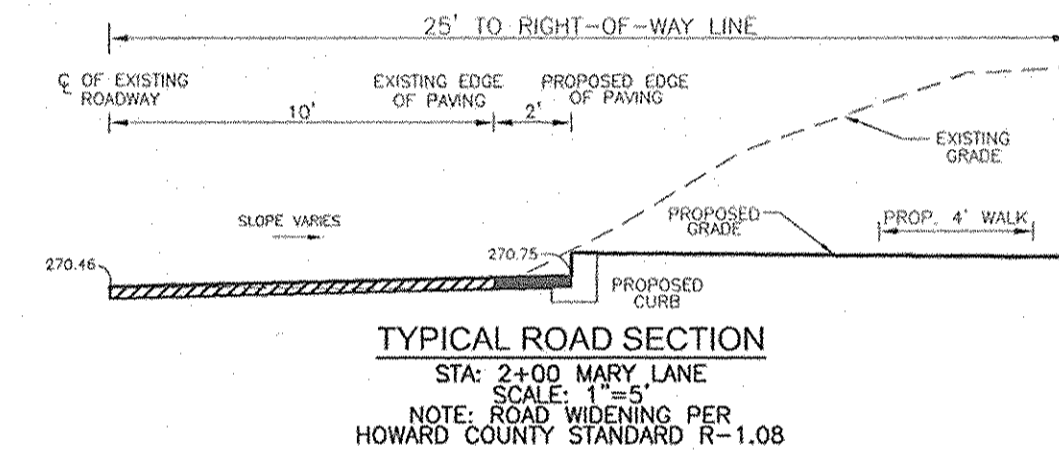 25' TO RIGHT-OF-WAY LINE
℄ OF EXISTING
ROADWAY
EXISTING EDGE
OF PAVING
PROPOSED EDGE
OF PAVING
10'
2'
EXISTING
GRADE
SLOPE VARIES
PROPOSED
GRADE
PROP. 4' WALK
270.46
270.75
PROPOSED
CURB
TYPICAL ROAD SECTION
STA: 2+00 MARY LANE
SCALE: 1"=5'
NOTE: ROAD WIDENING PER
HOWARD COUNTY STANDARD R-1.08